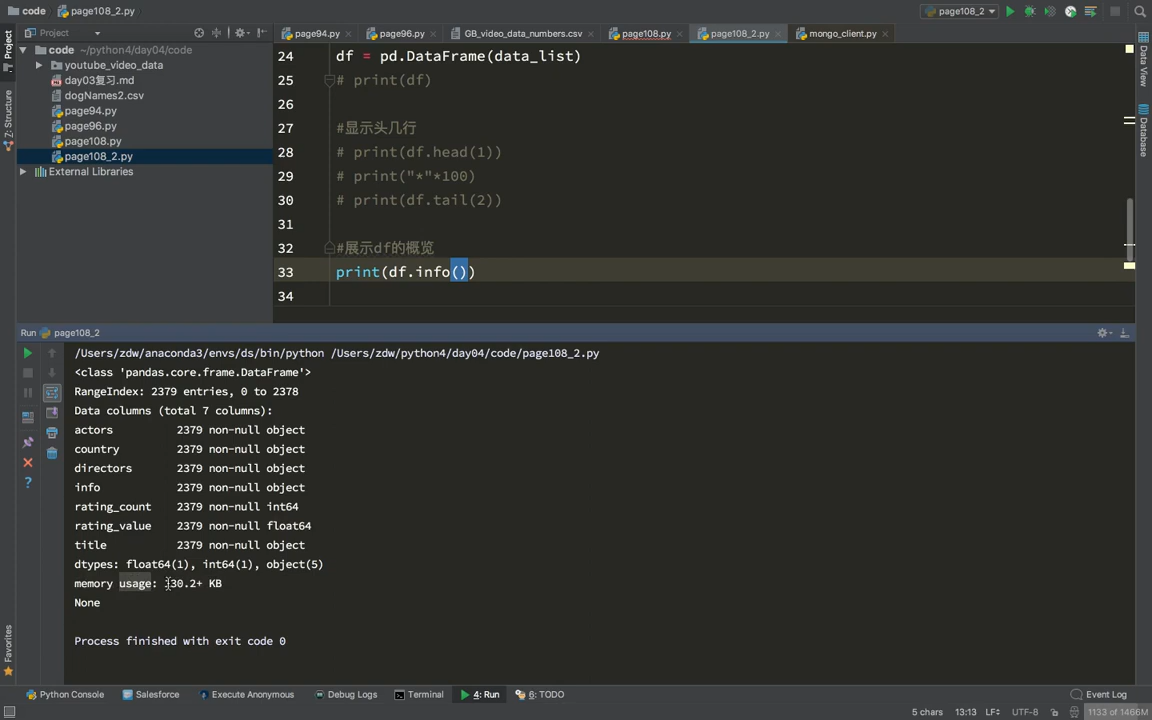 code
page108_2.py
page108_2
Project
page94.py
page96.py
GB_video_data_numbers.csv
page108.py
page108_2.py
mongo_client.py
code ~/python4/day04/code
youtube_video_data
day03复习.md
dogNames2.csv
page94.py
page96.py
page108.py
page108_2.py
External Libraries
Project
Z: Structure
Favorites
Data View
Database
24 df = pd.DataFrame(data_list)
25 # print(df)
26
27 #显示头几行
28 # print(df.head(1))
29 # print("*"*100)
30 # print(df.tail(2))
31
32 #展示df的概览
33 print(df.info())
34
Run page108_2
/Users/zdw/anaconda3/envs/ds/bin/python /Users/zdw/python4/day04/code/page108_2.py
<class 'pandas.core.frame.DataFrame'>
RangeIndex: 2379 entries, 0 to 2378
Data columns (total 7 columns):
actors 2379 non-null object
country 2379 non-null object
directors 2379 non-null object
info 2379 non-null object
rating_count 2379 non-null int64
rating_value 2379 non-null float64
title 2379 non-null object
dtypes: float64(1), int64(1), object(5)
memory usage: 130.2+ KB
None
Process finished with exit code 0
Python Console
Salesforce
Execute Anonymous
Debug Logs
Terminal
4: Run
6: TODO
Event Log
5 chars 13:13 LF UTF-8 1133 of 1466M